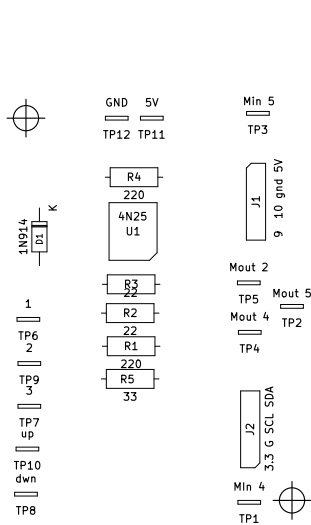 GND 5V
TP12 TP11
Min 5
TP3
R4
220
4N25
U1
J1
9 10 gnd 5V
K
1N914
D1
R3
22
R2
22
R1
220
R5
33
Mout 2
TP5
Mout 5
TP2
Mout 4
TP4
1
TP6
2
TP9
3
TP7
up
TP10
dwn
TP8
J2
3.3 G SCL SDA
MIn 4
TP1